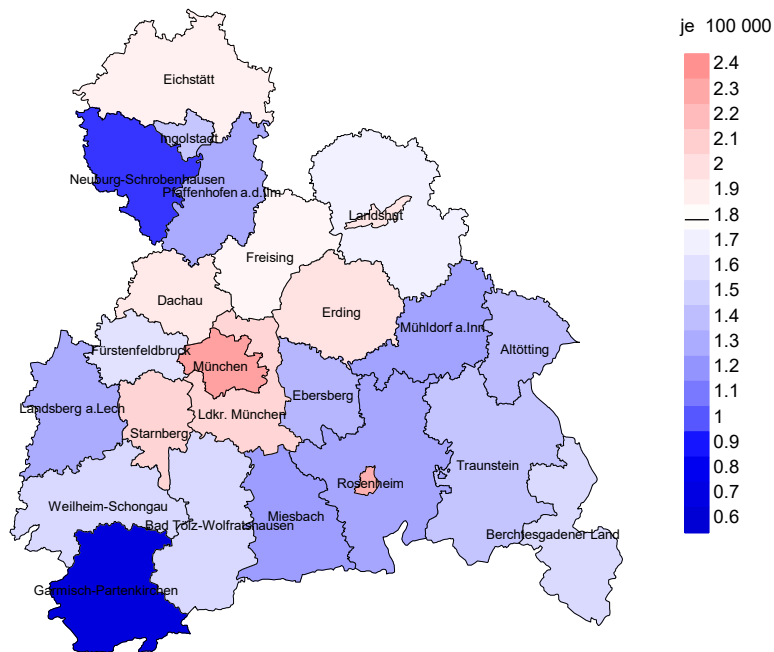 je 100 000
Eichstätt
Ingolstadt
Neuburg-Schrobenhausen
Pfaffenhofen a.d.Ilm
Landshut
Freising
Dachau
Erding
Mühldorf a.Inn
Altötting
Fürstenfeldbruck
München
Ebersberg
Landsberg a.Lech
Ldkr. München
Starnberg
Traunstein
Rosenheim
Weilheim-Schongau
Miesbach
Bad Tölz-Wolfratshausen
Berchtesgadener Land
Garmisch-Partenkirchen
2.4
2.2
2.1
2
1.9
1.8
1.7
1.6
1.5
1.4
1.3
1.2
1.1
1
0.9
0.8
0.7
0.6